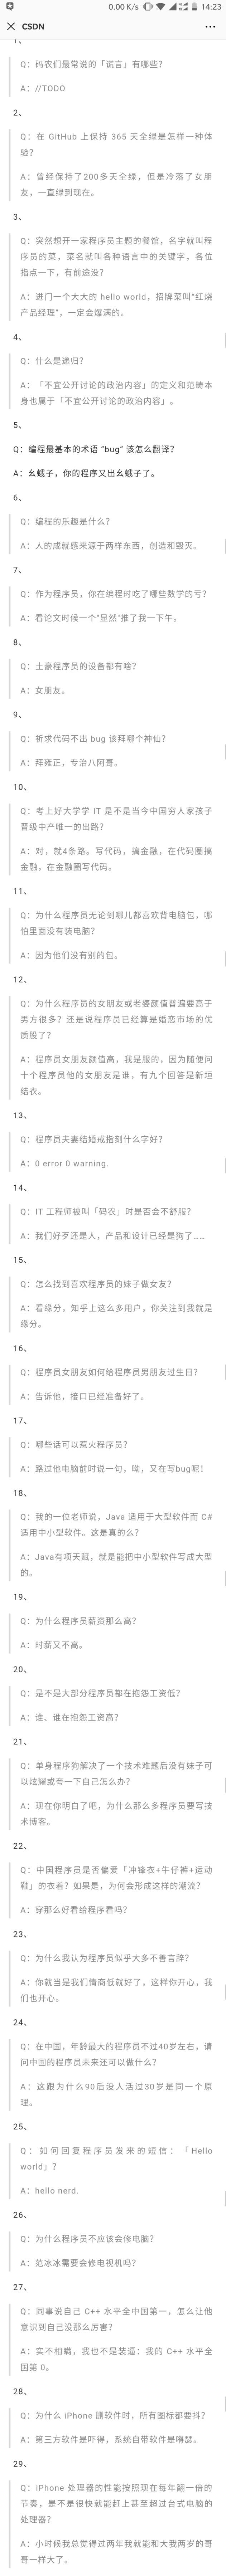 0.00 K/s 14:23
CSDN
1、
Q：码农们最常说的「谎言」有哪些？
A：//TODO
2、
Q：在 GitHub 上保持 365 天全绿是怎样一种体
验？
A：曾经保持了200多天全绿，但是冷落了女朋
友，一直绿到现在。
3、
Q：突然想开一家程序员主题的餐馆，名字就叫程
序员的菜，菜名就叫各种语言中的关键字，各位
指点一下，有前途没？
A：进门一个大大的 hello world，招牌菜叫“红烧
产品经理”，一定会爆满的。
4、
Q：什么是递归？
A：「不宜公开讨论的政治内容」的定义和范畴本
身也属于「不宜公开讨论的政治内容」。
5、
Q：编程最基本的术语 “bug” 该怎么翻译？
A：幺蛾子，你的程序又出幺蛾子了。
6、
Q：编程的乐趣是什么？
A：人的成就感来源于两样东西，创造和毁灭。
7、
Q：作为程序员，你在编程时吃了哪些数学的亏？
A：看论文时候一个“显然”推了我一下午。
8、
Q：土豪程序员的设备都有啥？
A：女朋友。
9、
Q：祈求代码不出 bug 该拜哪个神仙？
A：拜雍正，专治八阿哥。
10、
Q：考上好大学学 IT 是不是当今中国穷人家孩子
晋级中产唯一的出路？
A：对，就4条路。写代码，搞金融，在代码圈搞
金融，在金融圈写代码。
11、
Q：为什么程序员无论到哪儿都喜欢背电脑包，哪
怕里面没有装电脑？
A：因为他们没有别的包。
12、
Q：为什么程序员的女朋友或老婆颜值普遍要高于
男方很多？还是说程序员已经算是婚恋市场的优
质股了？
A：程序员女朋友颜值高，我是服的，因为随便问
十个程序员他的女朋友是谁，有九个回答是新垣
结衣。
13、
Q：程序员夫妻结婚戒指刻什么字好？
A：0 error 0 warning.
14、
Q：IT 工程师被叫「码农」时是否会不舒服？
A：我们好歹还是人，产品和设计已经是狗了……
15、
Q：怎么找到喜欢程序员的妹子做女友？
A：看缘分，知乎上这么多用户，你关注到我就是
缘分。
16、
Q：程序员女朋友如何给程序员男朋友过生日？
A：告诉他，接口已经准备好了。
17、
Q：哪些话可以惹火程序员？
A：路过他电脑前时说一句，呦，又在写bug呢！
18、
Q：我的一位老师说，Java 适用于大型软件而 C#
适用中小型软件。这是真的么？
A：Java有项天赋，就是能把中小型软件写成大型
的。
19、
Q：为什么程序员薪资那么高？
A：时薪又不高。
20、
Q：是不是大部分程序员都在抱怨工资低？
A：谁、谁在抱怨工资高？
21、
Q：单身程序狗解决了一个技术难题后没有妹子可
以炫耀或夸一下自己怎么办？
A：现在你明白了吧，为什么那么多程序员要写技
术博客。
22、
Q：中国程序员是否偏爱「冲锋衣+牛仔裤+运动
鞋」的衣着？如果是，为何会形成这样的潮流？
A：穿那么好看给程序看吗？
23、
Q：为什么我认为程序员似乎大多不善言辞？
A：你就当是我们情商低就好了，这样你开心，我
们也开心。
24、
Q：在中国，年龄最大的程序员不过40岁左右，请
问中国的程序员未来还可以做什么？
A：这跟为什么90后没人活过30岁是同一个原
理。
25、
Q：如何回复程序员发来的短信：「Hello
world」？
A：hello nerd.
26、
Q：为什么程序员不应该会修电脑？
A：范冰冰需要会修电视机吗？
27、
Q：同事说自己 C++ 水平全中国第一，怎么让他
意识到自己没那么厉害？
A：实不相瞒，我也不是装逼：我的 C++ 水平全
国第 0。
28、
Q：为什么 iPhone 删软件时，所有图标都要抖？
A：第三方软件是吓得，系统自带软件是嘚瑟。
29、
Q：iPhone 处理器的性能按照现在每年翻一倍的
节奏，是不是很快就能赶上甚至超过台式电脑的
处理器？
A：小时候我总觉得过两年我就能和大我两岁的哥
哥一样大了。